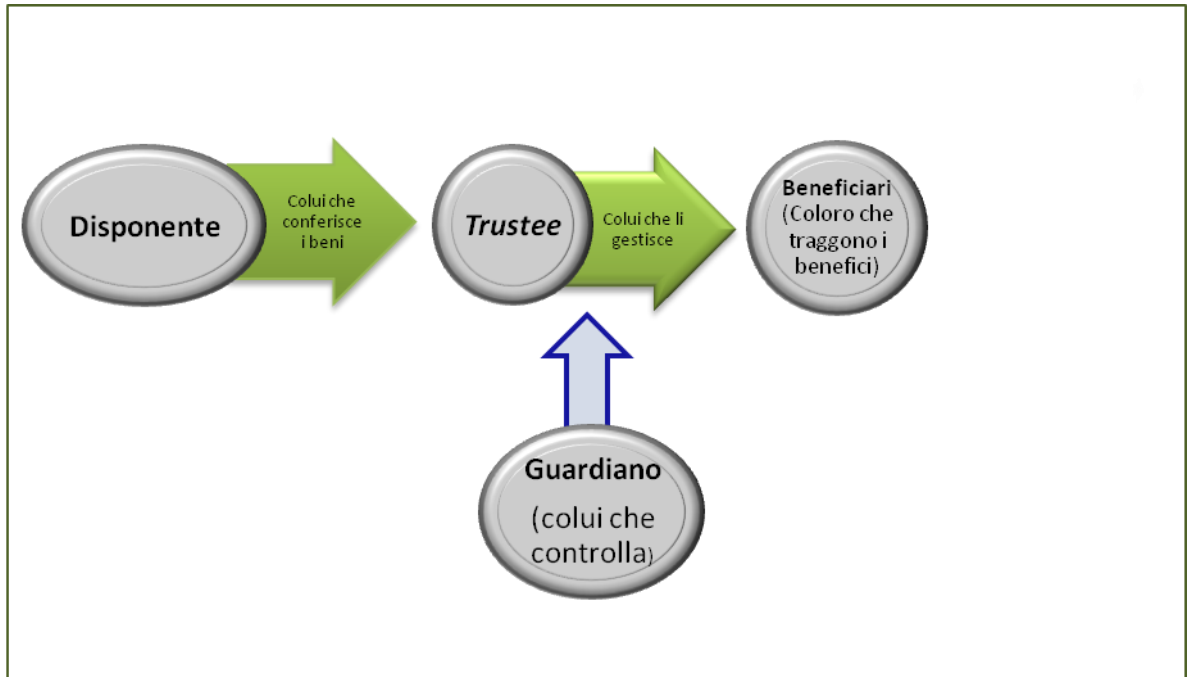 Disponente
Colui che
conferisce
i beni
Trustee
Colui che li
gestisce
Beneficiari
(Coloro che
traggono i
benefici)
Guardiano
(colui che
controlla)